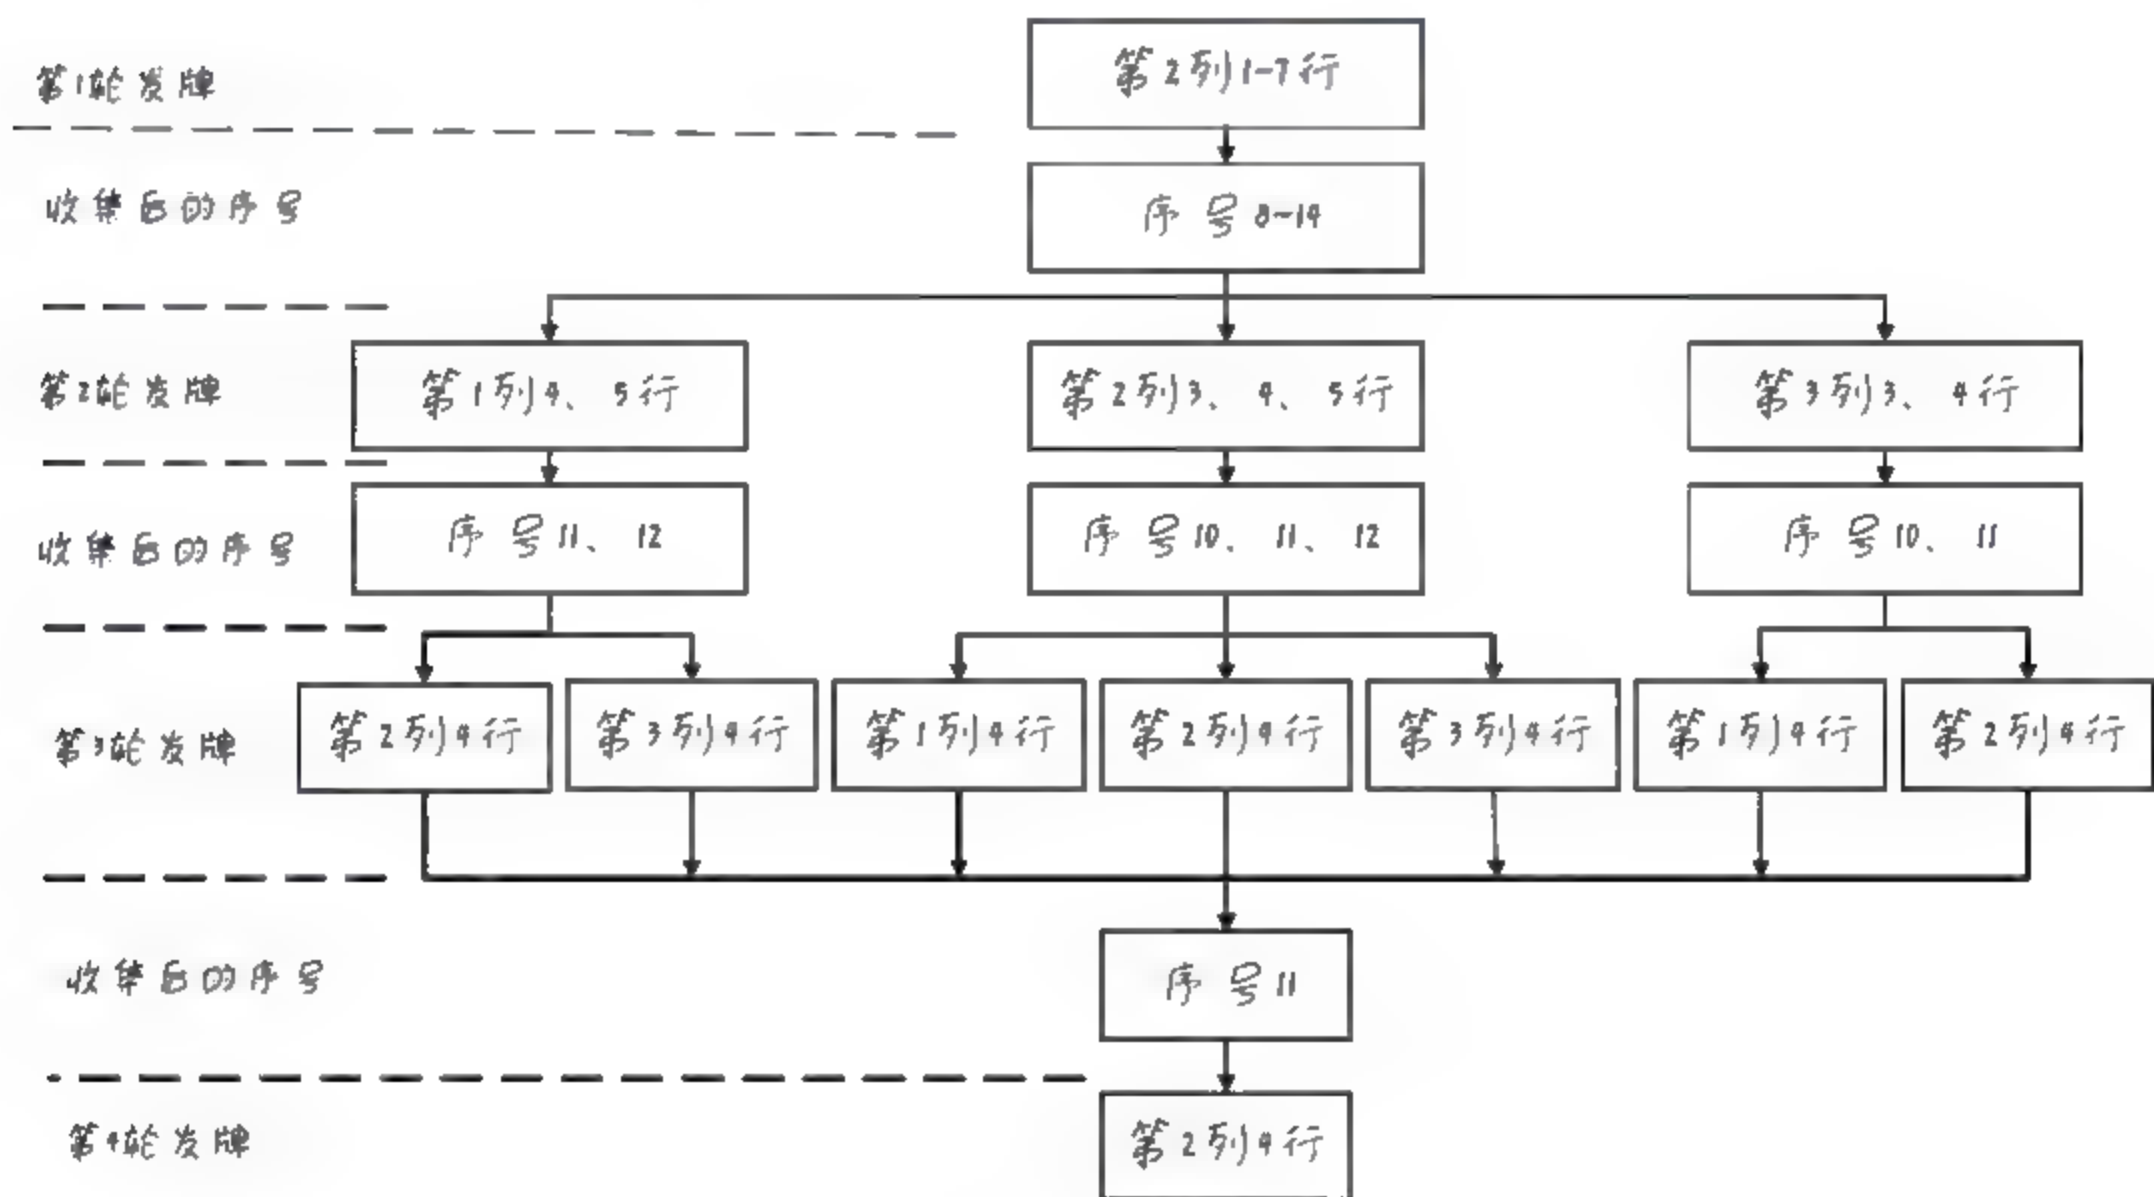 第1轮发牌
第2列1-7行
收集后的序号
序号8-14
第2轮发牌
第1列4、5行
第2列3、4、5行
第3列3、4行
收集后的序号
序号11、12
序号10、11、12
序号10、11
第3轮发牌
第2列4行
第3列4行
第1列4行
第2列4行
第3列4行
第1列4行
第2列4行
收集后的序号
序号11
第4轮发牌
第2列4行